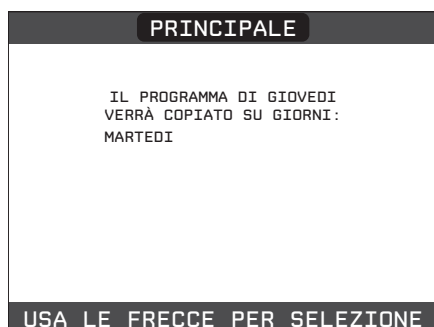 PRINCIPALE
IL PROGRAMMA DI GIOVEDI
VERRÀ COPIATO SU GIORNI:
MARTEDI
USA LE FRECCE PER SELEZIONE